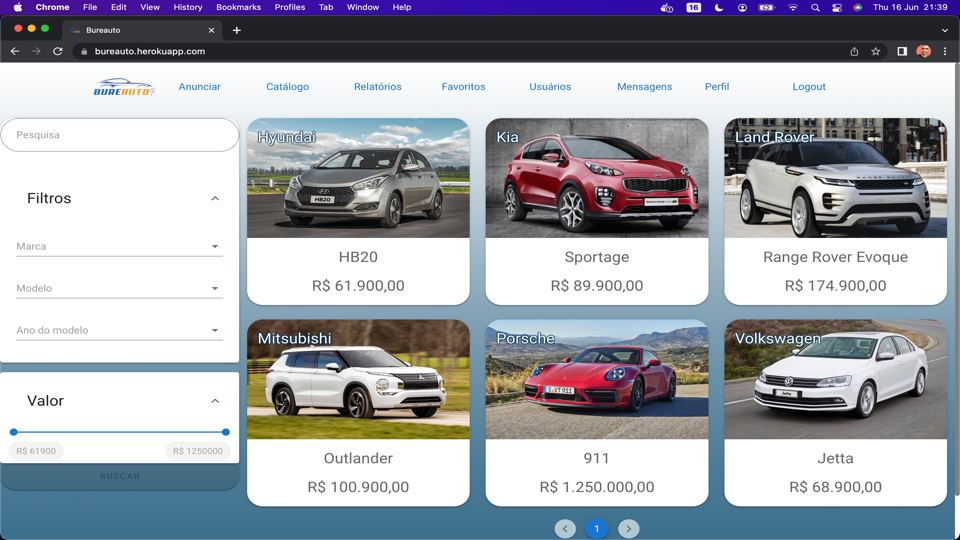 Chrome File Edit View History Bookmarks Profiles Tab Window Help 16 Thu 16 Jun 21:39
Bureauto
bureauto.herokuapp.com
BUREAUTO Anunciar Catálogo Relatórios Favoritos Usuários Mensagens Perfil Logout
Pesquisa
Filtros
Marca
Modelo
Ano do modelo
Valor
R$ 61900 R$ 1250000
BUSCAR
Hyundai
HB20
HB20
R$ 61.900,00
Kia
Sportage
R$ 89.900,00
Land Rover
RANGE ROVER
Range Rover Evoque
R$ 174.900,00
Mitsubishi
Outlander
R$ 100.900,00
Porsche
S·VT 911
911
R$ 1.250.000,00
Volkswagen
Jetta
Jetta
R$ 68.900,00
1